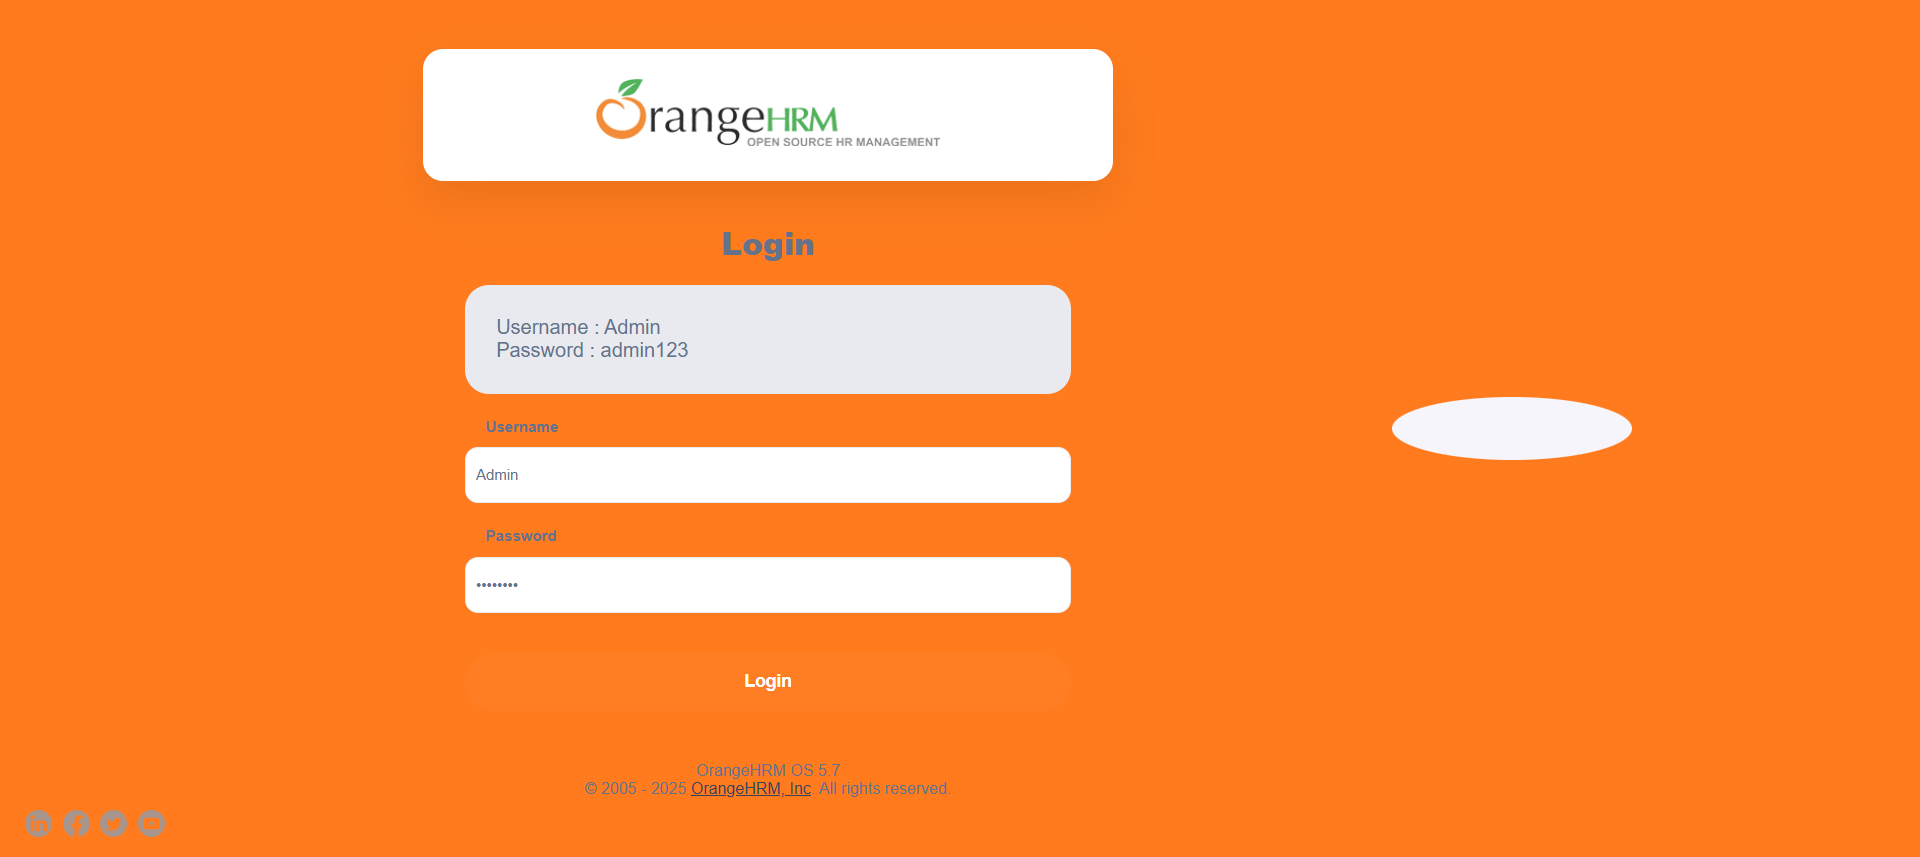 OrangeHRM
OPEN SOURCE HR MANAGEMENT
Login
Username : Admin
Password : admin123
Username
Admin
Password
••••••••
Login
OrangeHRM OS 5.7
© 2005 - 2025 OrangeHRM, Inc. All rights reserved.